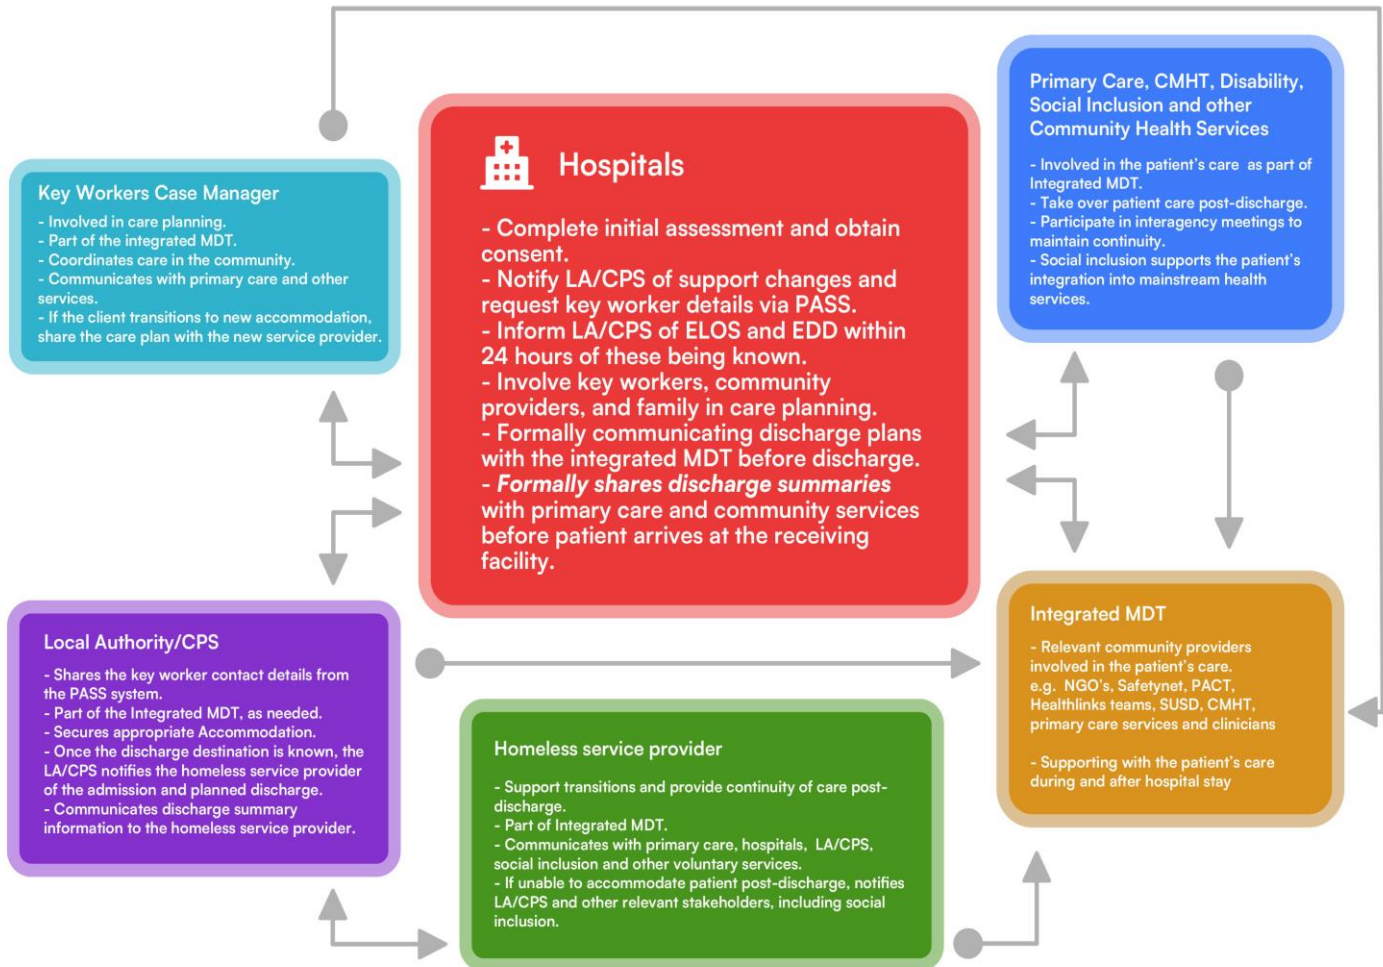 Key Workers Case Manager
- Involved in care planning.
- Part of the integrated MDT.
- Coordinates care in the community.
- Communicates with primary care and other
services.
- If the client transitions to new accommodation,
share the care plan with the new service provider.
Hospitals
- Complete initial assessment and obtain
consent.
- Notify LA/CPS of support changes and
request key worker details via PASS.
- Inform LA/CPS of ELOS and EDD within
24 hours of these being known.
- Involve key workers, community
providers, and family in care planning.
- Formally communicating discharge plans
with the integrated MDT before discharge.
- Formally shares discharge summaries
with primary care and community services
before patient arrives at the receiving
facility.
Primary Care, CMHT, Disability,
Social Inclusion and other
Community Health Services
- Involved in the patient's care as part of
Integrated MDT.
- Take over patient care post-discharge.
- Participate in interagency meetings to
maintain continuity.
- Social inclusion supports the patient's
integration into mainstream health
services.
Local Authority/CPS
- Shares the key worker contact details from
the PASS system.
- Part of the Integrated MDT, as needed.
- Secures appropriate Accommodation.
- Once the discharge destination is known, the
LA/CPS notifies the homeless service provider
of the admission and planned discharge.
- Communicates discharge summary
information to the homeless service provider.
Homeless service provider
- Support transitions and provide continuity of care post-
discharge.
- Part of Integrated MDT.
- Communicates with primary care, hospitals, LA/CPS,
social inclusion and other voluntary services.
- If unable to accommodate patient post-discharge, notifies
LA/CPS and other relevant stakeholders, including social
inclusion.
Integrated MDT
- Relevant community providers
involved in the patient's care.
e.g. NGO's, Safetynet, PACT,
Healthlinks teams, SUSD, CMHT,
primary care services and clinicians
- Supporting with the patient's care
during and after hospital stay